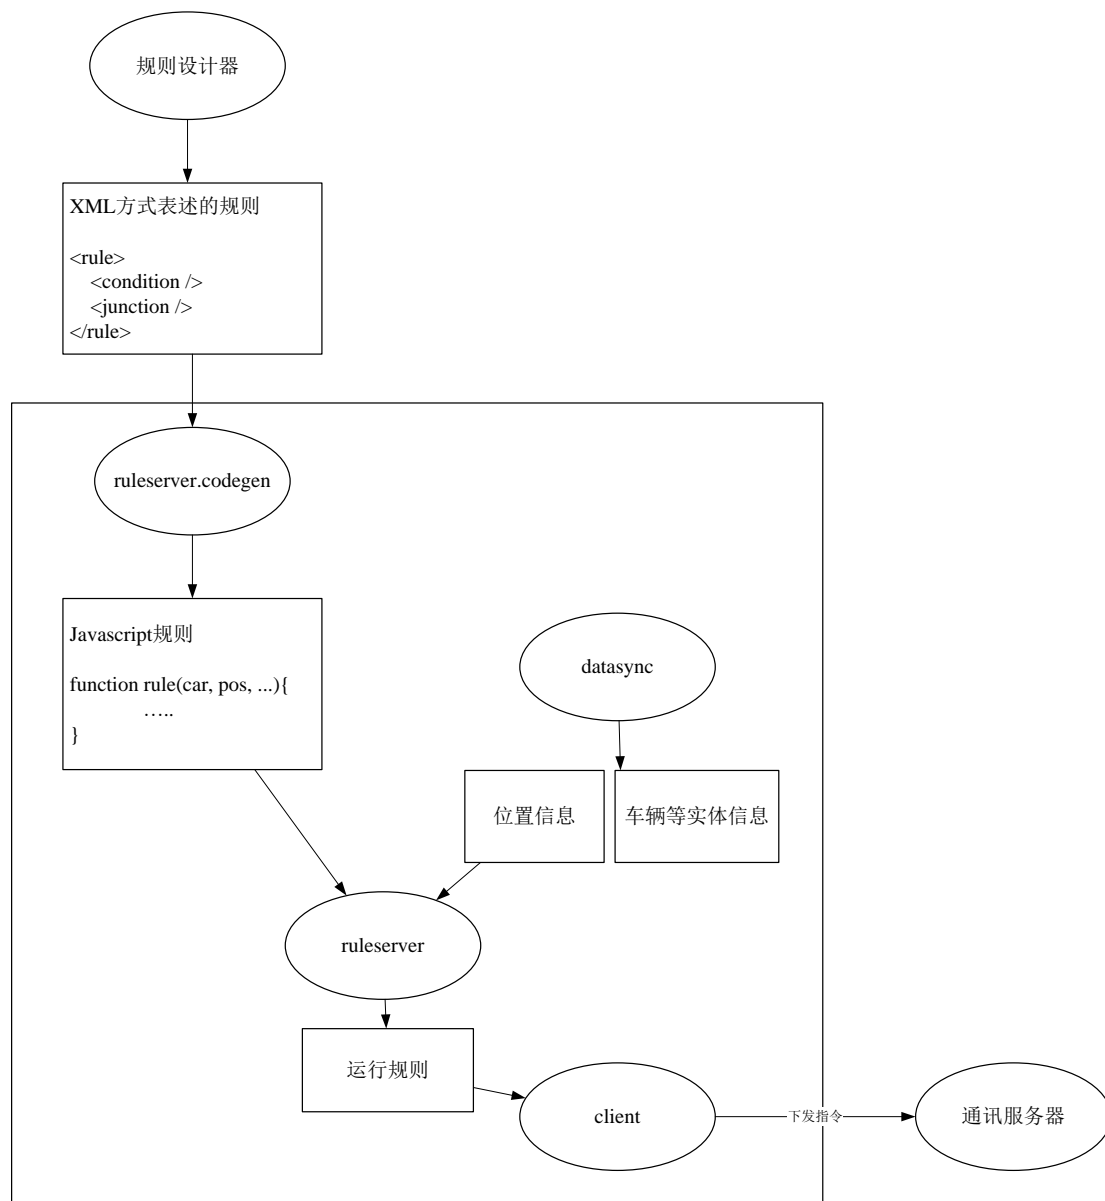 规则设计器
XML方式表述的规则
<rule>
<condition />
<junction />
</rule>
ruleserver.codegen
Javascript规则
function rule(car, pos, ...){
…..
}
datasync
位置信息
车辆等实体信息
ruleserver
运行规则
client
下发指令
通讯服务器